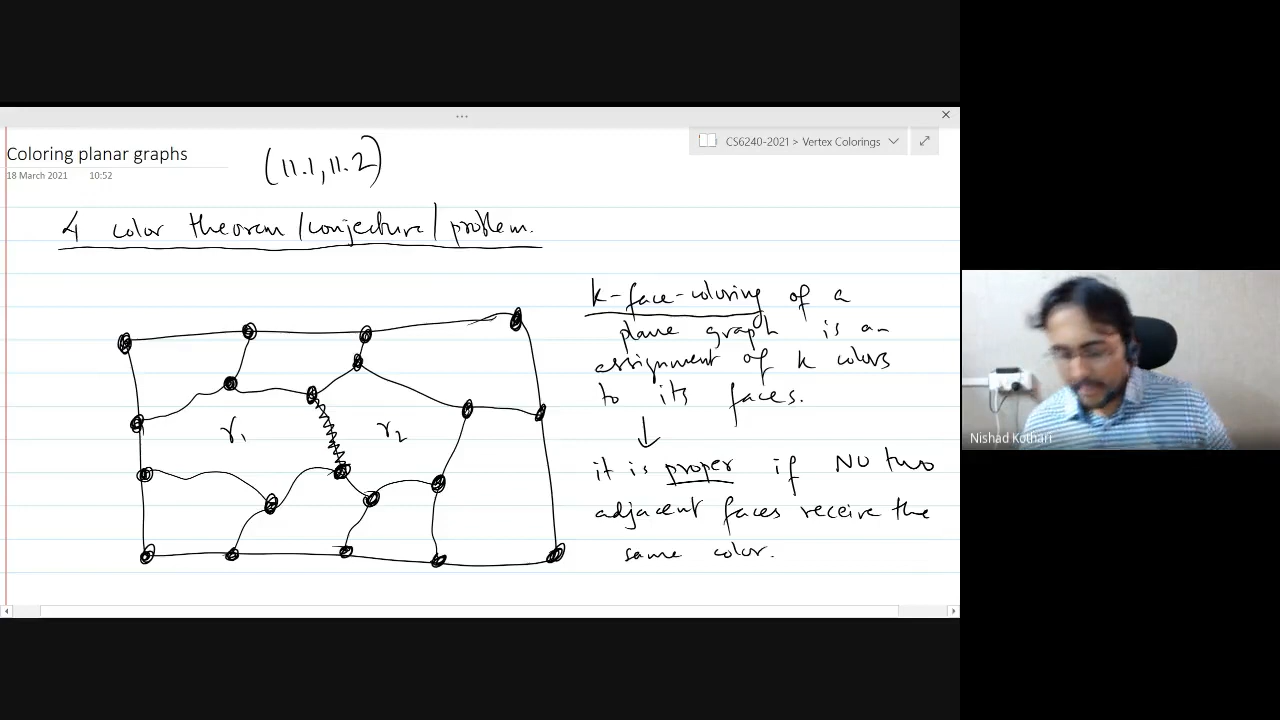 Coloring planar graphs
18 March 2021 10:52
(11.1, 11.2)
CS6240-2021 > Vertex Colorings
4 color theorem/conjecture/problem.
k-face-coloring of a
plane graph is an
assignment of k colors
to its faces.
↓
it is proper if NO two
adjacent faces receive the
same color.
r₁
r₂
Nishad Kothari